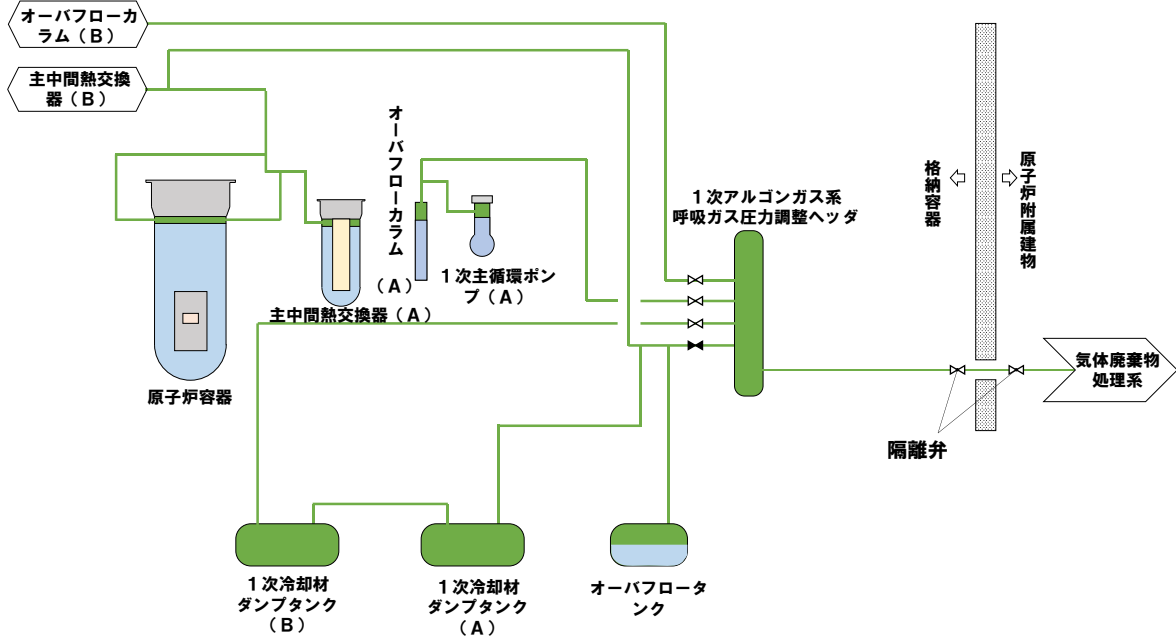 オーバフローカ
ラム（Ｂ）
主中間熱交換
器（Ｂ）
オーバフローカラム
（Ａ）
１次主循環ポン
プ（Ａ）
主中間熱交換器（Ａ）
原子炉容器
１次アルゴンガス系
呼吸ガス圧力調整ヘッダ
格納容器
原子炉附属建物
気体廃棄物
処理系
隔離弁
１次冷却材
ダンプタンク
（Ｂ）
１次冷却材
ダンプタンク
（Ａ）
オーバフロータ
ンク